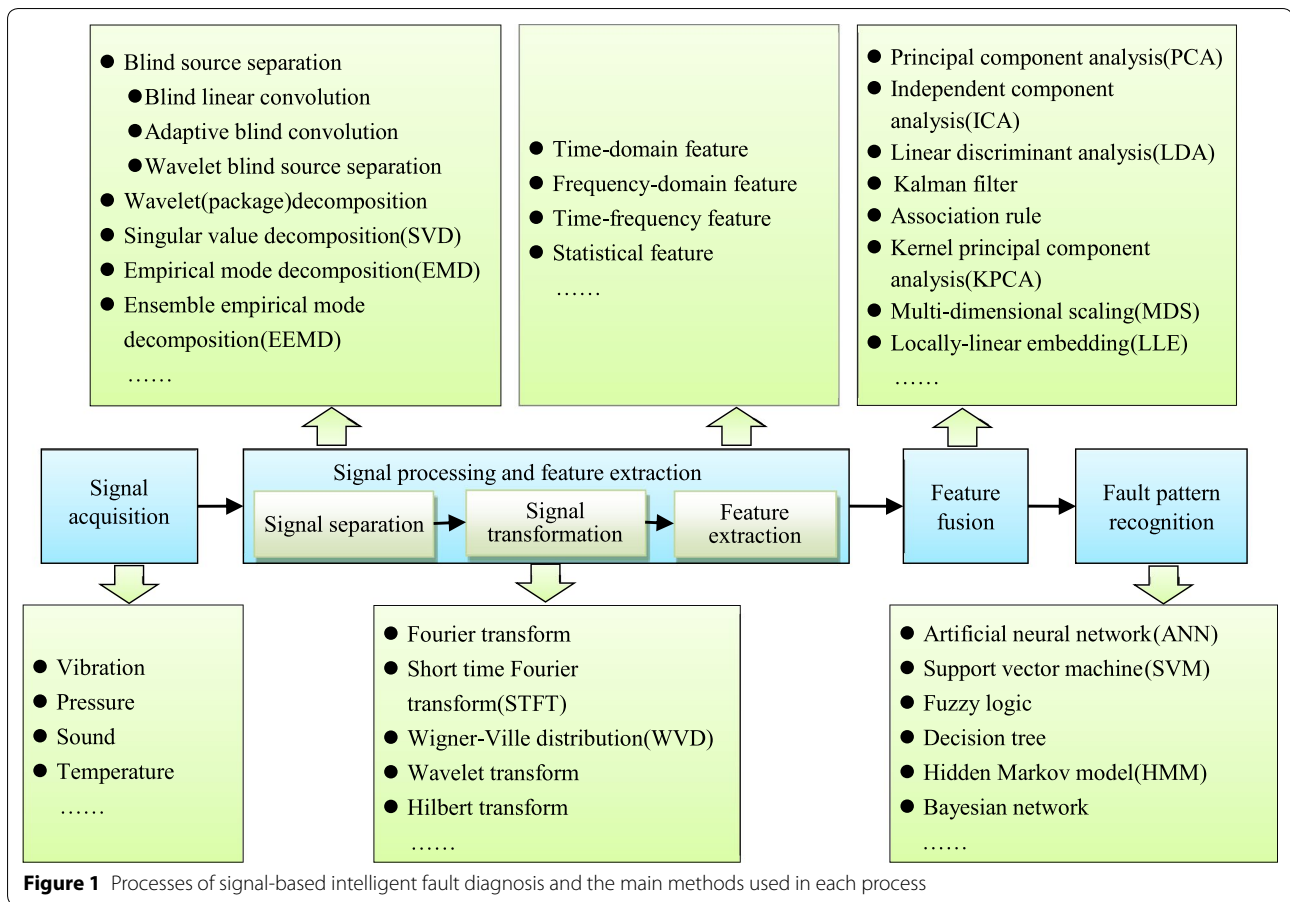 ● Blind source separation
●Blind linear convolution
●Adaptive blind convolution
●Wavelet blind source separation
● Wavelet(package)decomposition
● Singular value decomposition(SVD)
● Empirical mode decomposition(EMD)
● Ensemble empirical mode
decomposition(EEMD)
……
● Time-domain feature
● Frequency-domain feature
● Time-frequency feature
● Statistical feature
……
● Principal component analysis(PCA)
● Independent component
analysis(ICA)
● Linear discriminant analysis(LDA)
● Kalman filter
● Association rule
● Kernel principal component
analysis(KPCA)
● Multi-dimensional scaling(MDS)
● Locally-linear embedding(LLE)
……
Signal
acquisition
Signal processing and feature extraction
Signal separation
Signal
transformation
Feature
extraction
Feature
fusion
Fault pattern
recognition
● Vibration
● Pressure
● Sound
● Temperature
……
● Fourier transform
● Short time Fourier
transform(STFT)
● Wigner-Ville distribution(WVD)
● Wavelet transform
● Hilbert transform
……
● Artificial neural network(ANN)
● Support vector machine(SVM)
● Fuzzy logic
● Decision tree
● Hidden Markov model(HMM)
● Bayesian network
……
Figure 1 Processes of signal-based intelligent fault diagnosis and the main methods used in each process